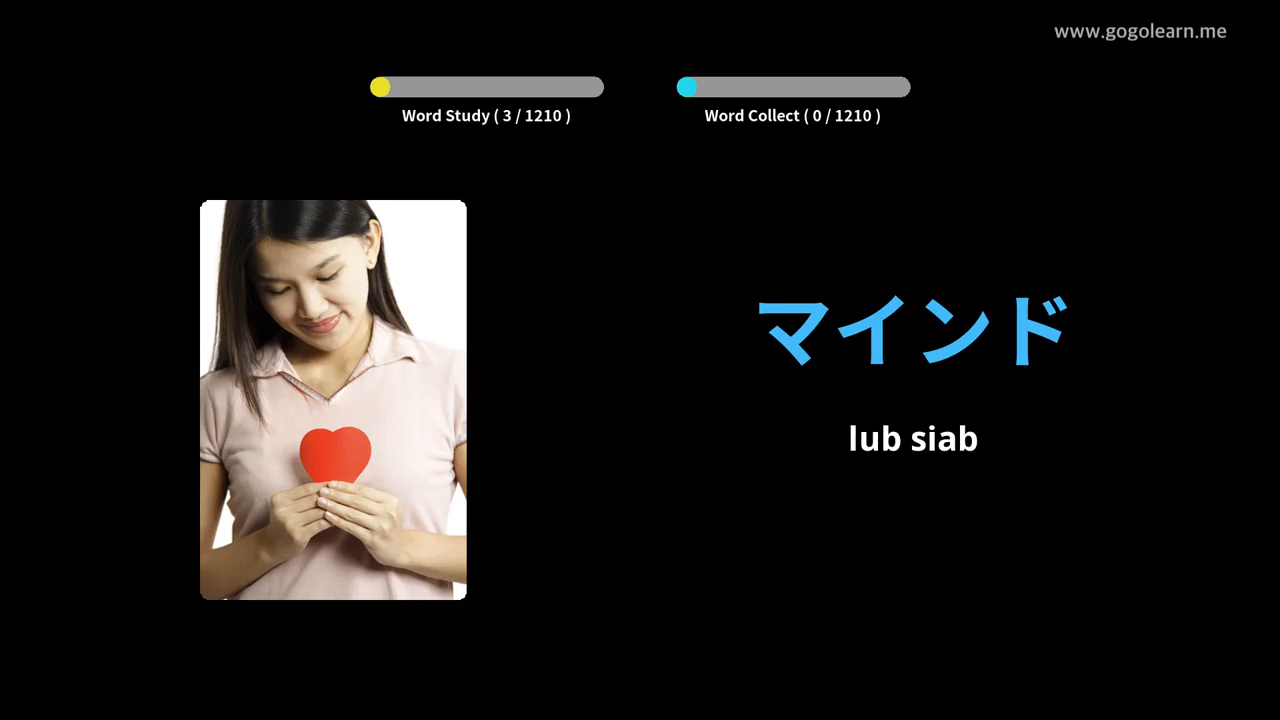 www.gogolearn.me
Word Study ( 3 / 1210 )
Word Collect ( 0 / 1210 )
マインド
lub siab